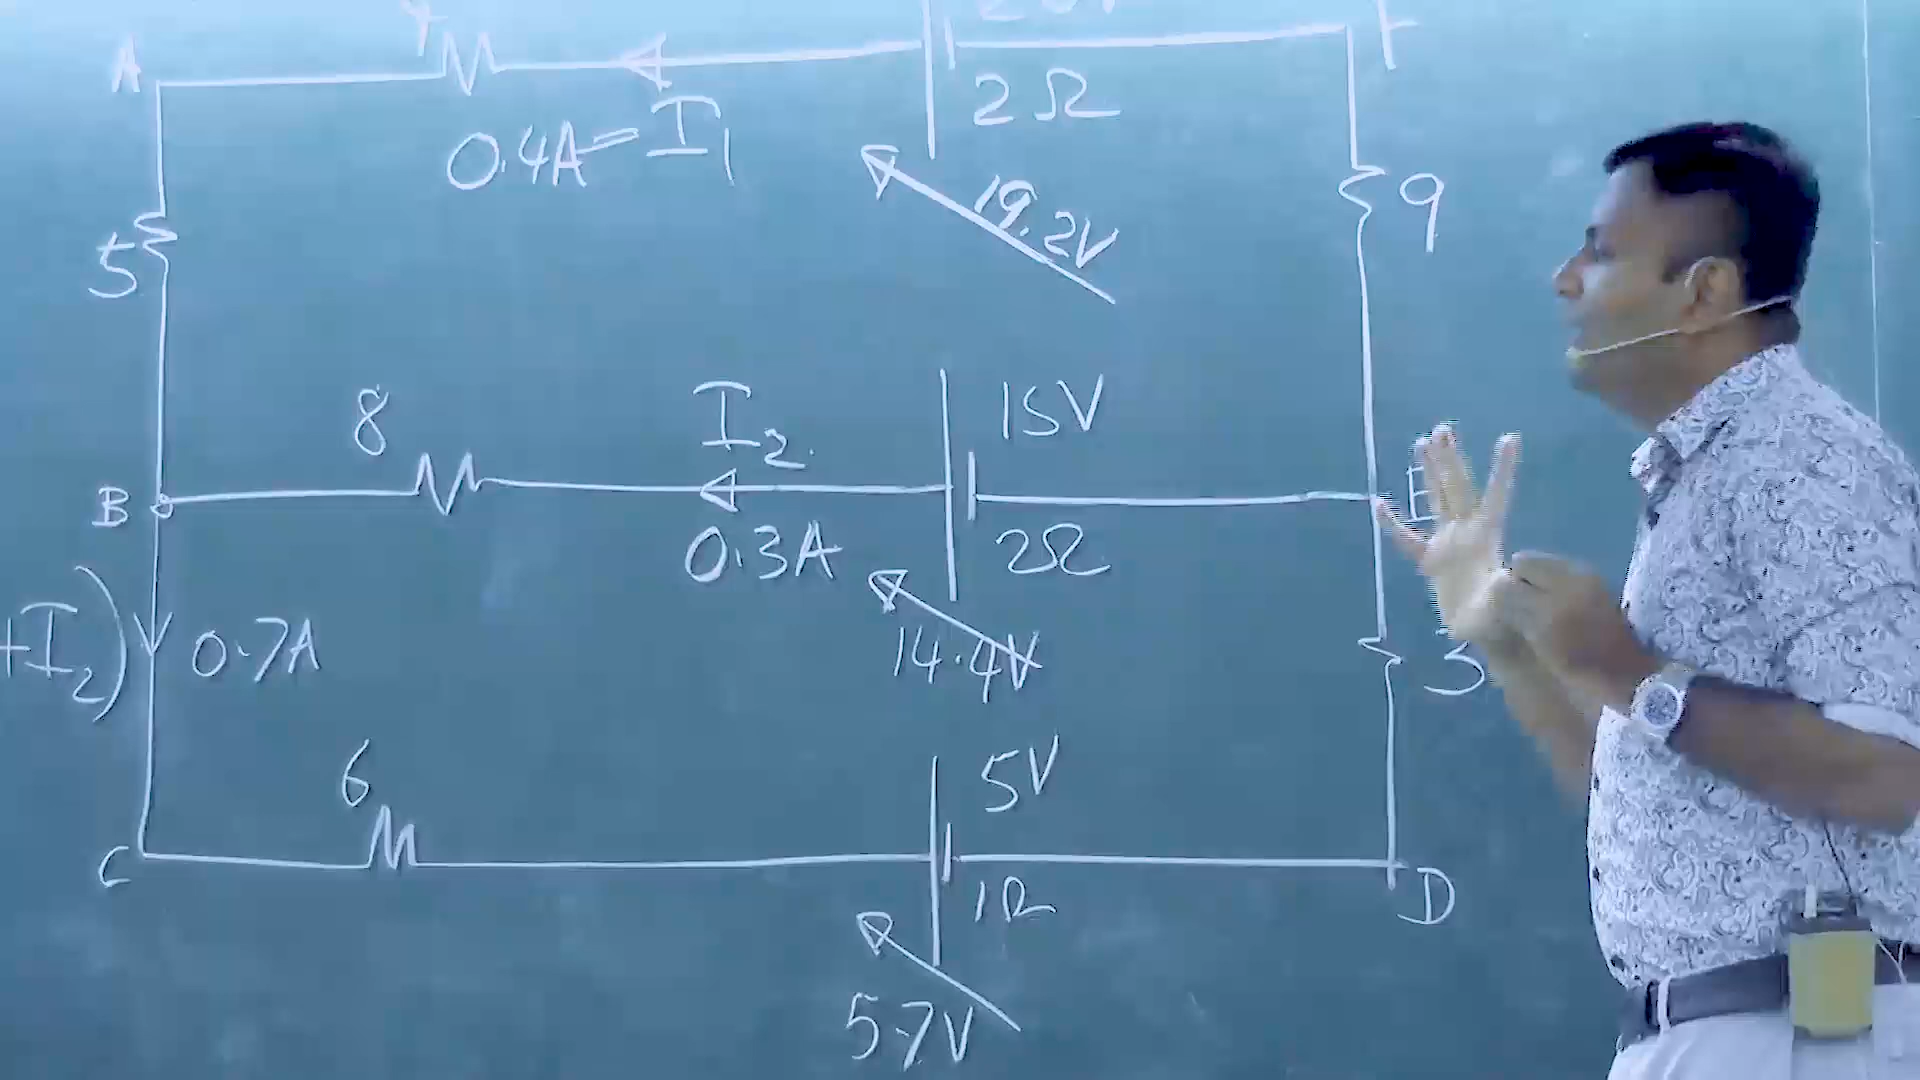 A
2Ω
0.4A = I₁
19.2V
9
5
8
I₂
15V
B
E
0.3A
2Ω
+I₂)
0.7A
14.4V
3
6
5V
C
D
1Ω
5.7V